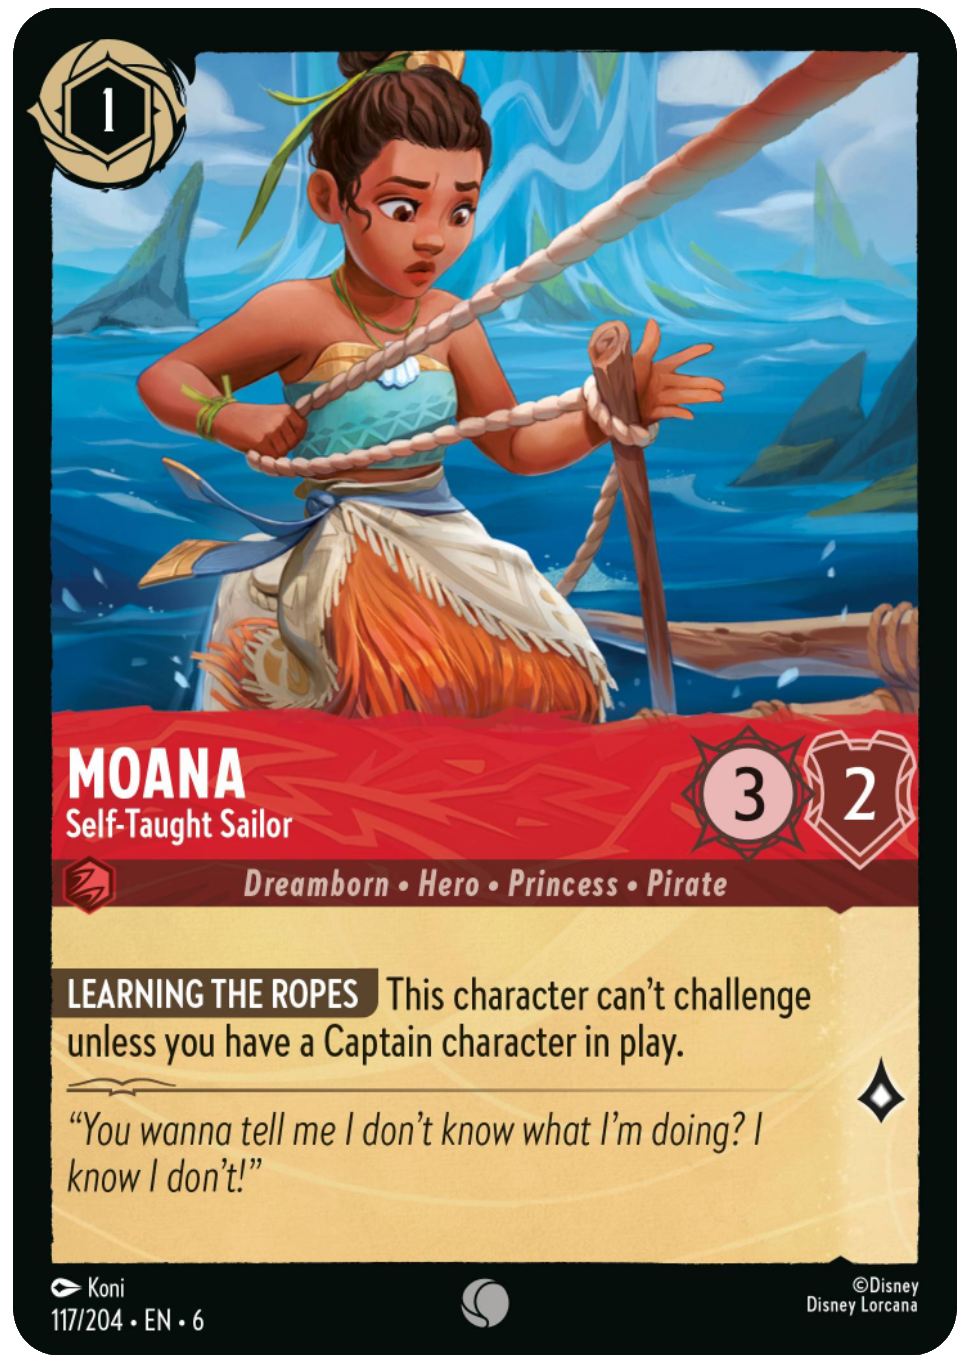 1
MOANA
Self-Taught Sailor
3
2
Dreamborn • Hero • Princess • Pirate
LEARNING THE ROPES This character can’t challenge
unless you have a Captain character in play.
“You wanna tell me I don’t know what I’m doing? I
know I don’t!”
Koni
117/204 • EN • 6
©Disney
Disney Lorcana